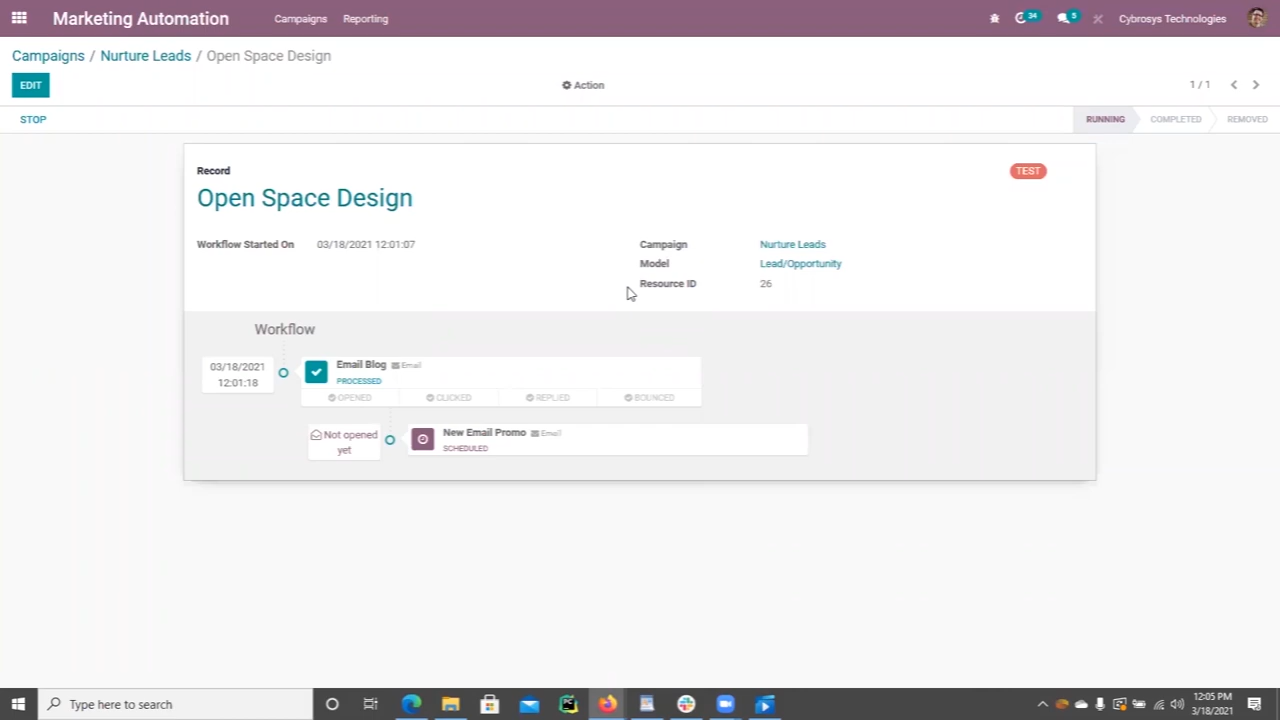 Marketing Automation Campaigns Reporting 34 5 Cybrosys Technologies
Campaigns / Nurture Leads / Open Space Design
EDIT Action 1 / 1
STOP RUNNING COMPLETED REMOVED
Record TEST
Open Space Design
Workflow Started On 03/18/2021 12:01:07 Campaign Nurture Leads
Model Lead/Opportunity
Resource ID 26
Workflow
03/18/2021
12:01:18
Email Blog Email
PROCESSED
OPENED CLICKED REPLIED BOUNCED
Not opened
yet
New Email Promo Email
SCHEDULED
Type here to search
12:05 PM
3/18/2021